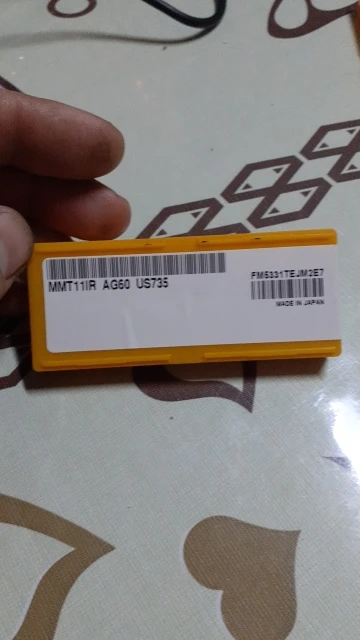 MMT11IR AG60 US735
FM5331TEJM2E7
MADE IN JAPAN